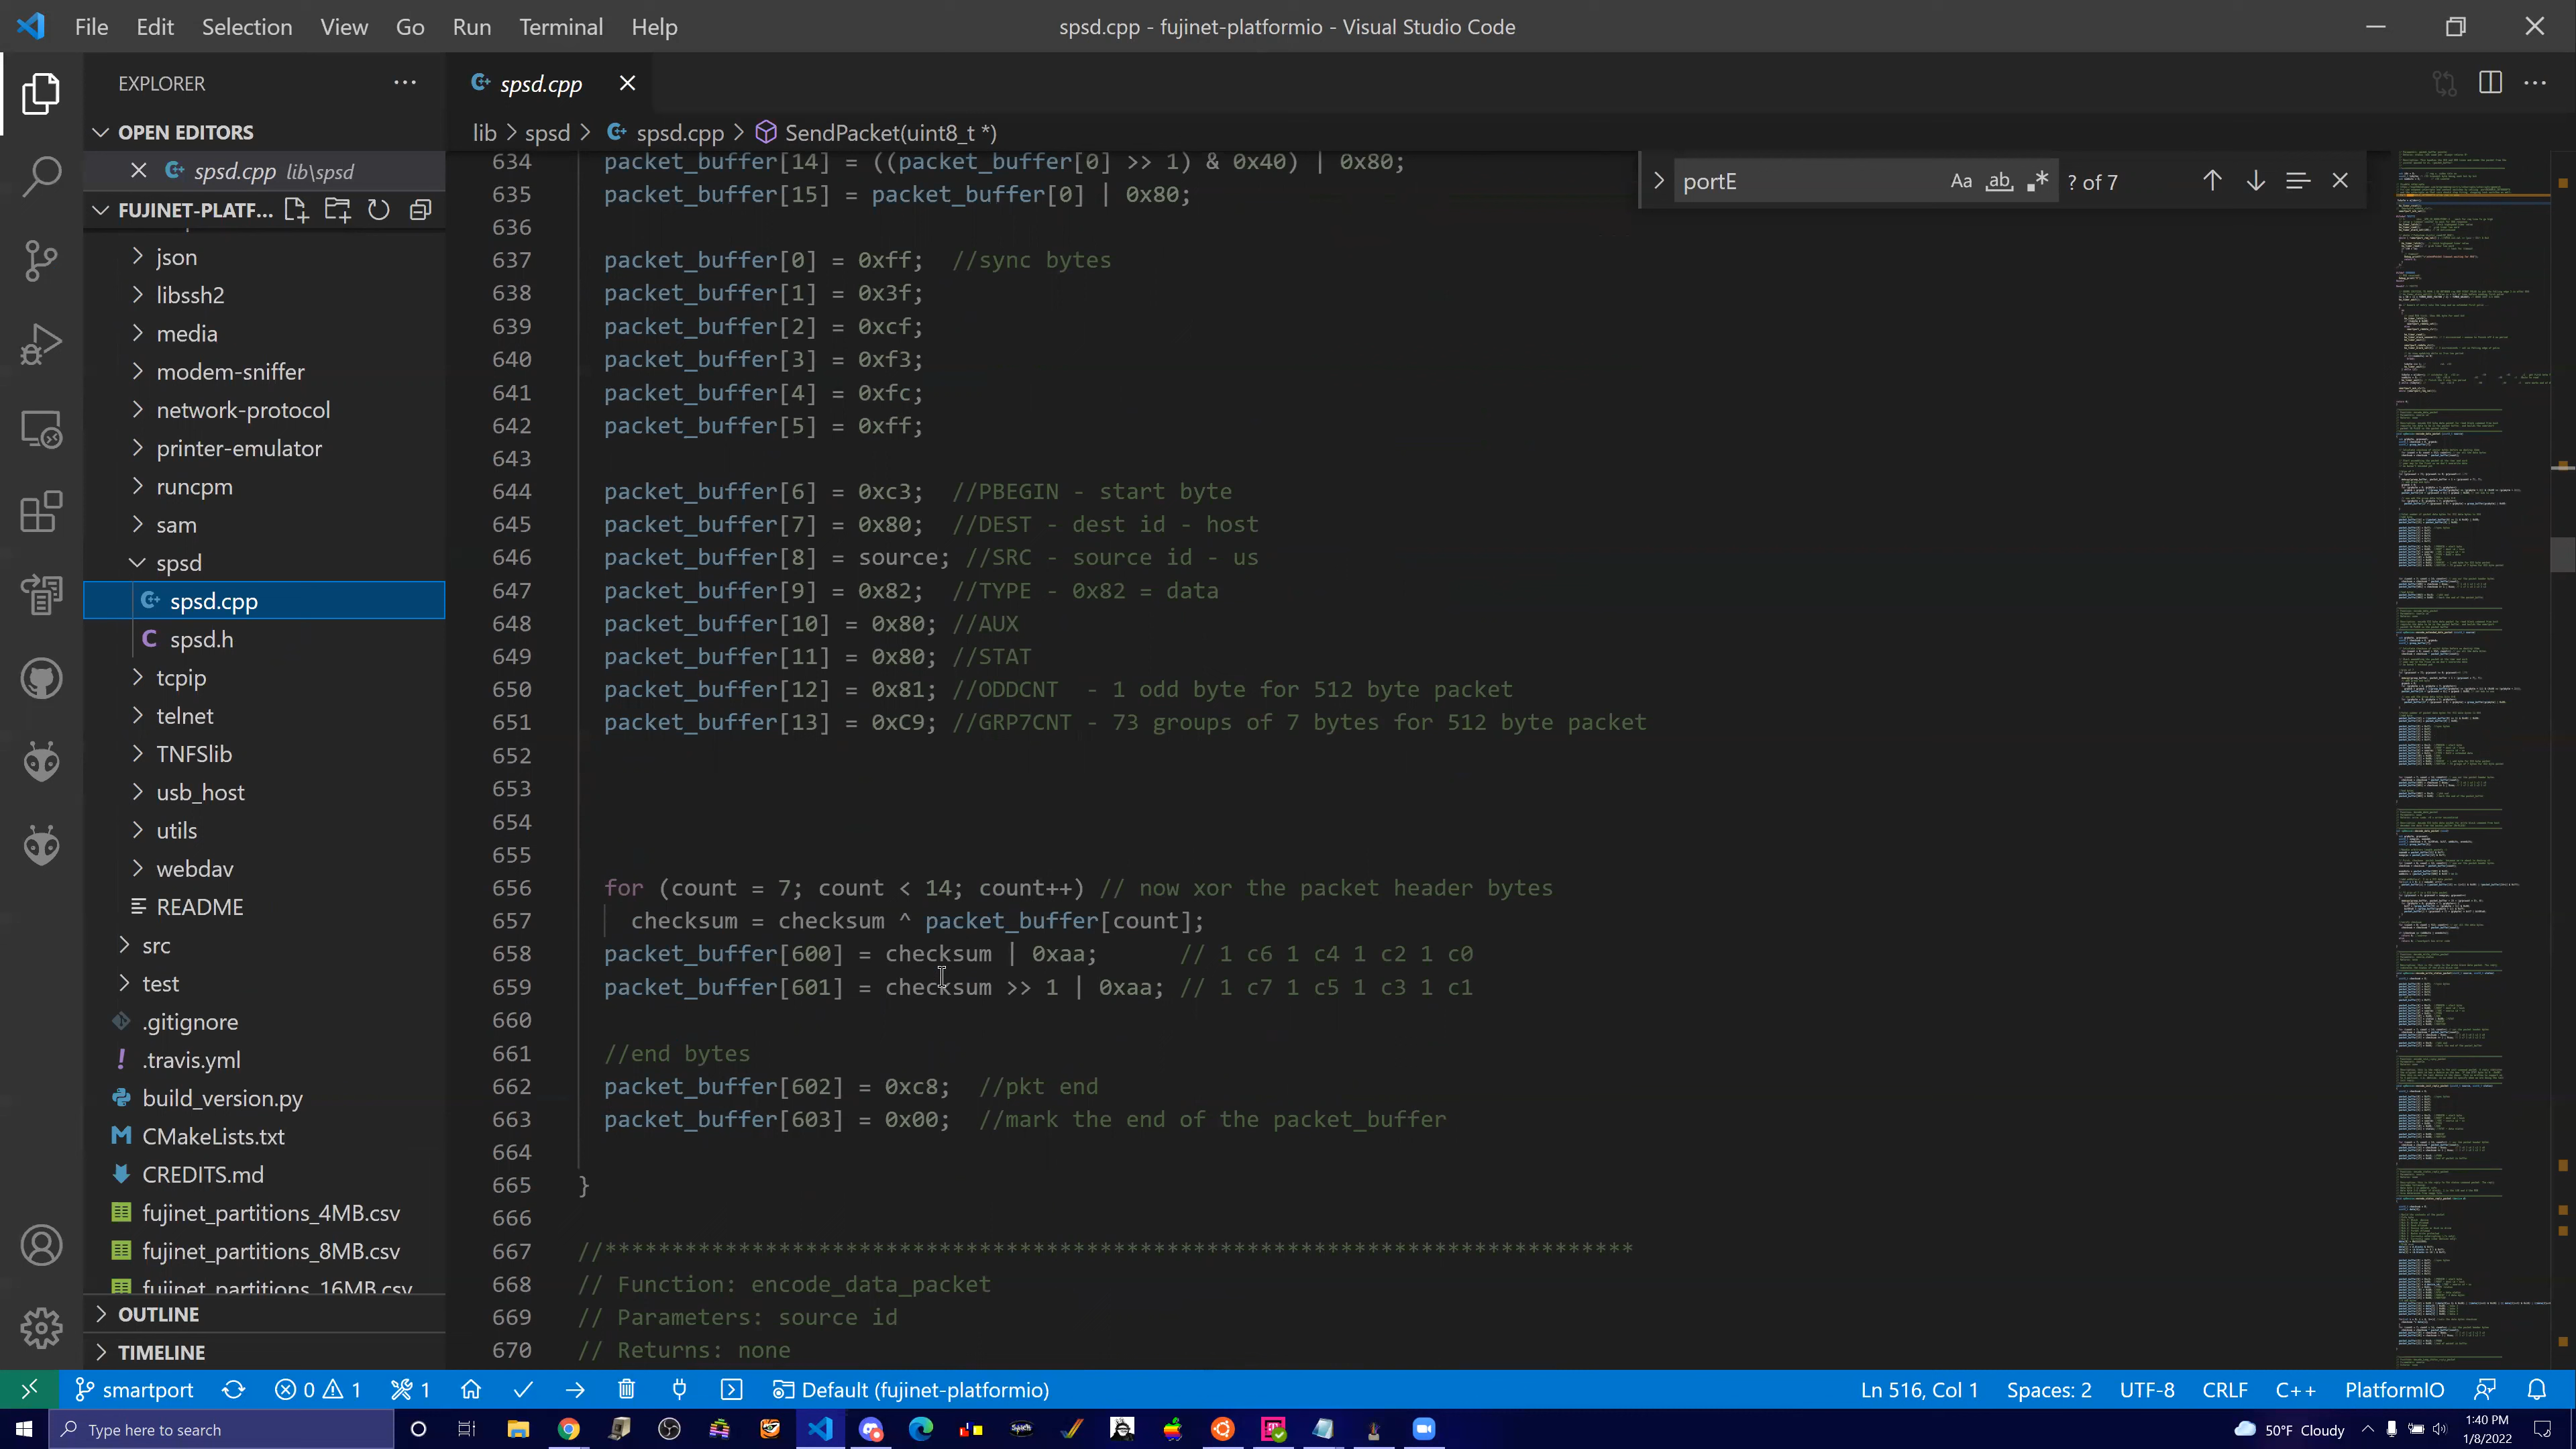 File Edit Selection View Go Run Terminal Help
spsd.cpp - fujinet-platformio - Visual Studio Code
EXPLORER
OPEN EDITORS
spsd.cpp lib\spsd
FUJINET-PLATF...
json
libssh2
media
modem-sniffer
network-protocol
printer-emulator
runcpm
sam
spsd
spsd.cpp
spsd.h
tcpip
telnet
TNFSlib
usb_host
utils
webdav
README
src
test
.gitignore
.travis.yml
build_version.py
CMakeLists.txt
CREDITS.md
fujinet_partitions_4MB.csv
fujinet_partitions_8MB.csv
fujinet_partitions_16MB.csv
OUTLINE
TIMELINE
spsd.cpp
lib > spsd > spsd.cpp > SendPacket(uint8_t *)
portE Aa ab ? of 7
634 packet_buffer[14] = ((packet_buffer[0] >> 1) & 0x40) | 0x80;
635 packet_buffer[15] = packet_buffer[0] | 0x80;
636
637 packet_buffer[0] = 0xff; //sync bytes
638 packet_buffer[1] = 0x3f;
639 packet_buffer[2] = 0xcf;
640 packet_buffer[3] = 0xf3;
641 packet_buffer[4] = 0xfc;
642 packet_buffer[5] = 0xff;
643
644 packet_buffer[6] = 0xc3; //PBEGIN - start byte
645 packet_buffer[7] = 0x80; //DEST - dest id - host
646 packet_buffer[8] = source; //SRC - source id - us
647 packet_buffer[9] = 0x82; //TYPE - 0x82 = data
648 packet_buffer[10] = 0x80; //AUX
649 packet_buffer[11] = 0x80; //STAT
650 packet_buffer[12] = 0x81; //ODDCNT  - 1 odd byte for 512 byte packet
651 packet_buffer[13] = 0xC9; //GRP7CNT - 73 groups of 7 bytes for 512 byte packet
652
653
654
655
656 for (count = 7; count < 14; count++) // now xor the packet header bytes
657 checksum = checksum ^ packet_buffer[count];
658 packet_buffer[600] = checksum | 0xaa; // 1 c6 1 c4 1 c2 1 c0
659 packet_buffer[601] = checksum >> 1 | 0xaa; // 1 c7 1 c5 1 c3 1 c1
660
661 //end bytes
662 packet_buffer[602] = 0xc8; //pkt end
663 packet_buffer[603] = 0x00; //mark the end of the packet_buffer
664
665 }
666
667 //*****************************************************************************
668 // Function: encode_data_packet
669 // Parameters: source id
670 // Returns: none
smartport 0 1 1 Default (fujinet-platformio) Ln 516, Col 1 Spaces: 2 UTF-8 CRLF C++ PlatformIO
Type here to search 50°F Cloudy 1:40 PM
1/8/2022